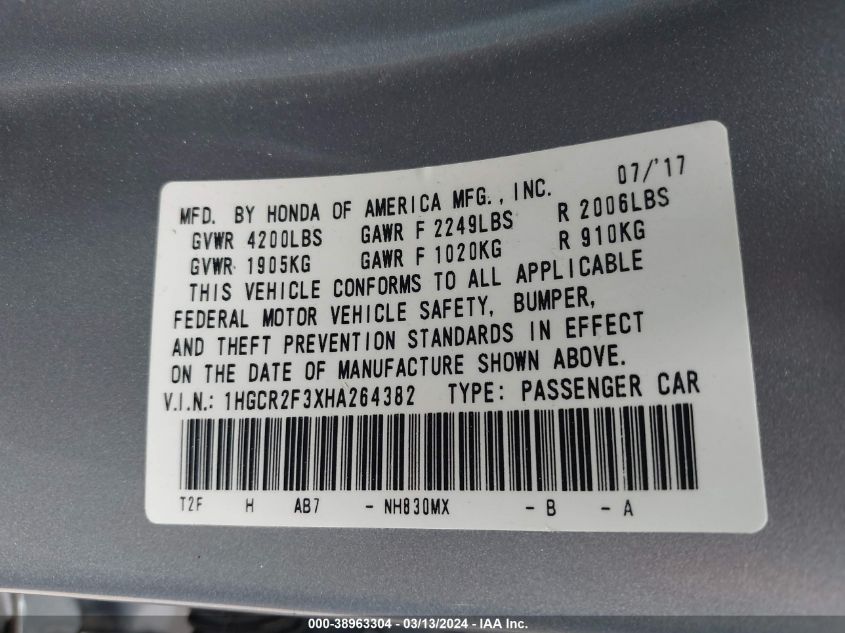 07/'17
MFD. BY HONDA OF AMERICA MFG., INC.
GVWR 4200LBS GAWR F 2249LBS R 2006LBS
GVWR 1905KG GAWR F 1020KG R 910KG
THIS VEHICLE CONFORMS TO ALL APPLICABLE
FEDERAL MOTOR VEHICLE SAFETY, BUMPER,
AND THEFT PREVENTION STANDARDS IN EFFECT
ON THE DATE OF MANUFACTURE SHOWN ABOVE.
V.I.N.: 1HGCR2F3XHA264382 TYPE: PASSENGER CAR
T2F H AB7 - NH830MX - B - A
000-38963304 - 03/13/2024 - IAA Inc.